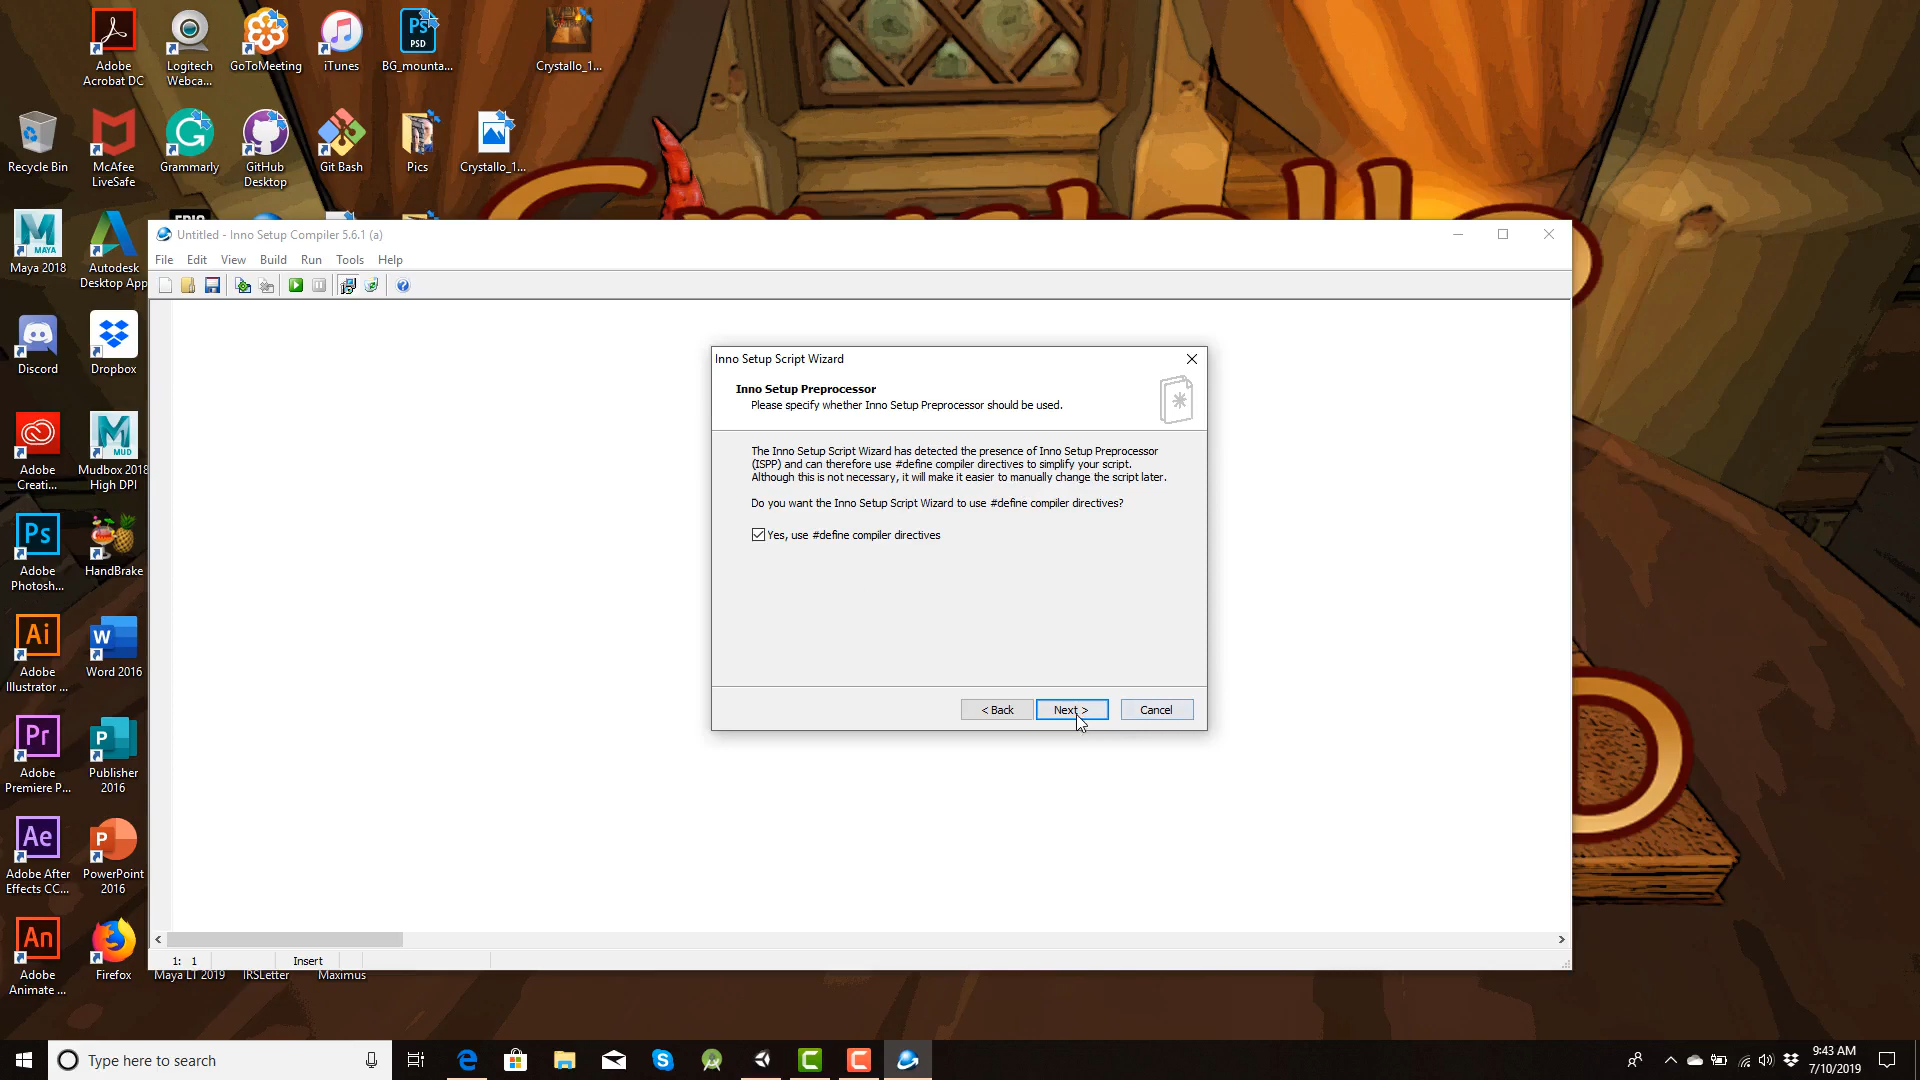 Adobe
Acrobat DC
Logitech
Webca...
GoToMeeting
iTunes
PSD
BG_mounta...
Crystallo_1...
Recycle Bin
McAfee
LiveSafe
Grammarly
GitHub
Desktop
Git Bash
Pics
Crystallo_1...
MAYA
Maya 2018
Autodesk
Desktop App
Discord
Dropbox
Adobe
Creati...
MUD
Mudbox 2018
High DPI
Ps
Adobe
Photosh...
HandBrake
Ai
Adobe
Illustrator ...
Word 2016
Pr
Adobe
Premiere P...
Publisher
2016
Ae
Adobe After
Effects CC...
PowerPoint
2016
An
Adobe
Animate ...
Firefox
Maya LT 2019
IRSLetter
Maximus
Untitled - Inno Setup Compiler 5.6.1 (a)
File Edit View Build Run Tools Help
Inno Setup Script Wizard
Inno Setup Preprocessor
Please specify whether Inno Setup Preprocessor should be used.
The Inno Setup Script Wizard has detected the presence of Inno Setup Preprocessor
(ISPP) and can therefore use #define compiler directives to simplify your script.
Although this is not necessary, it will make it easier to manually change the script later.
Do you want the Inno Setup Script Wizard to use #define compiler directives?
Yes, use #define compiler directives
< Back Next > Cancel
1: 1 Insert
Type here to search
9:43 AM
7/10/2019